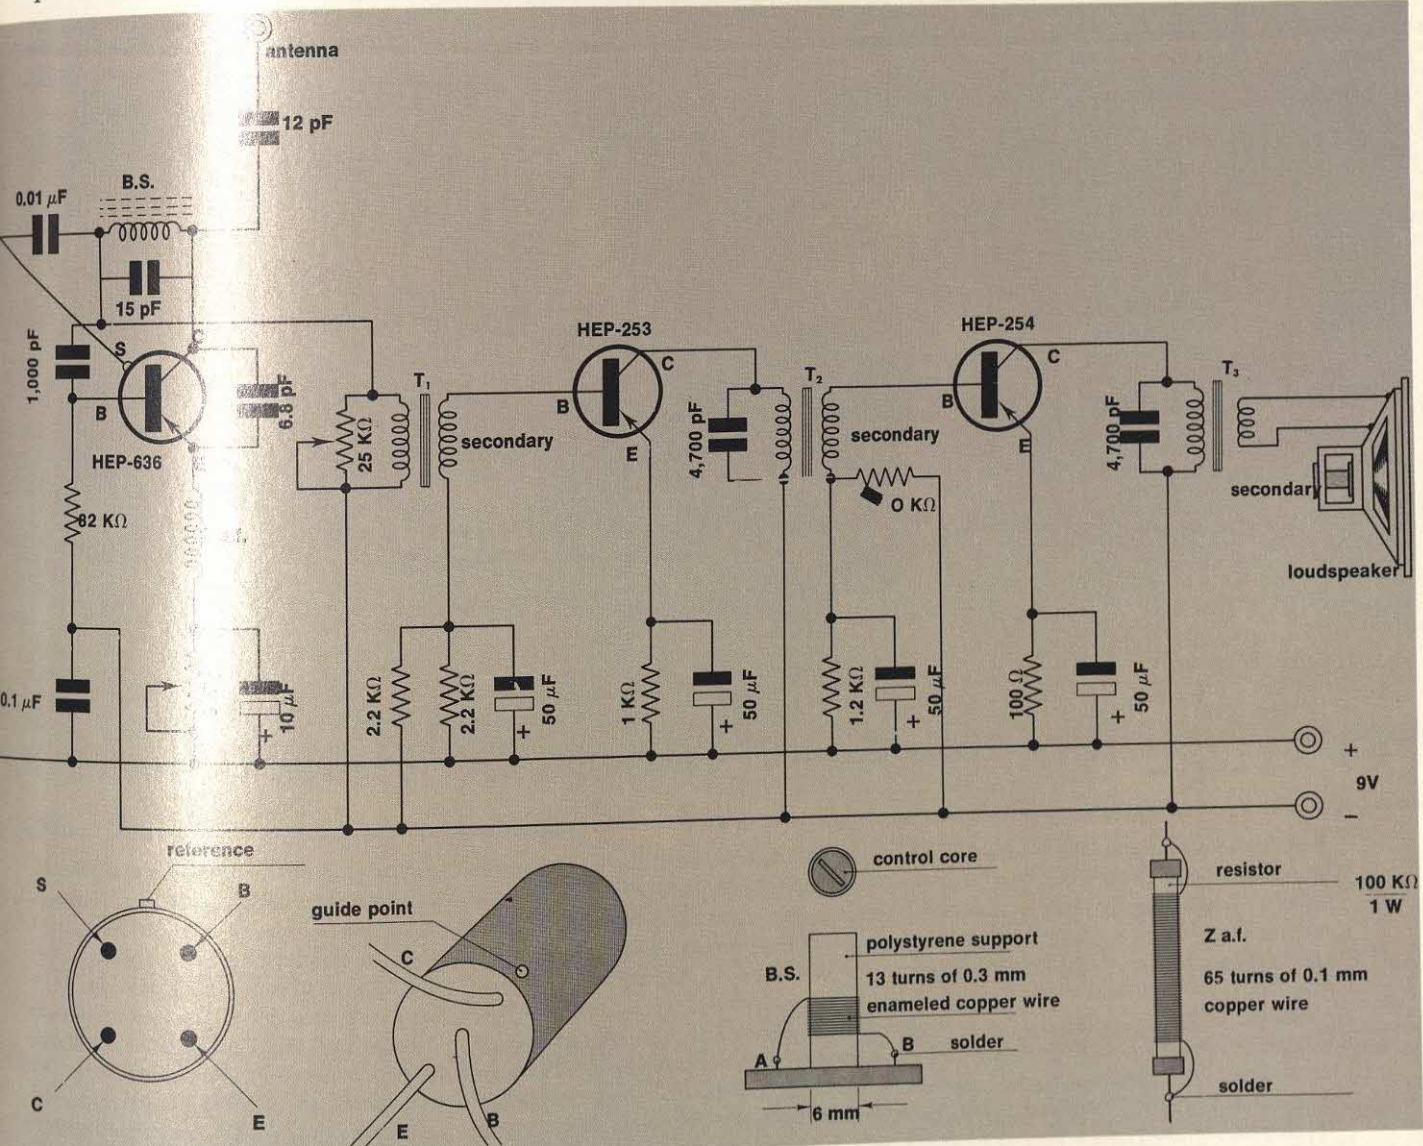 antenna
12 pF
0.01 μF
B.S.
15 pF
1,000 pF
S
C
B
6.8 pF
HEP-636
82 KΩ
0.1 μF
10 μF
+
25 KΩ
T1
secondary
2.2 KΩ
2.2 KΩ
50 μF
+
HEP-253
B
C
E
1 KΩ
50 μF
+
4,700 pF
T2
secondary
O KΩ
1.2 KΩ
50 μF
+
HEP-254
B
C
E
100 Ω
50 μF
+
4,700 pF
T3
secondary
loudspeaker
+
9V
−
reference
S
B
C
E
guide point
C
E
B
control core
polystyrene support
B.S.
13 turns of 0.3 mm
enameled copper wire
A
B
solder
6 mm
resistor
100 KΩ
1 W
Z a.f.
65 turns of 0.1 mm
copper wire
solder